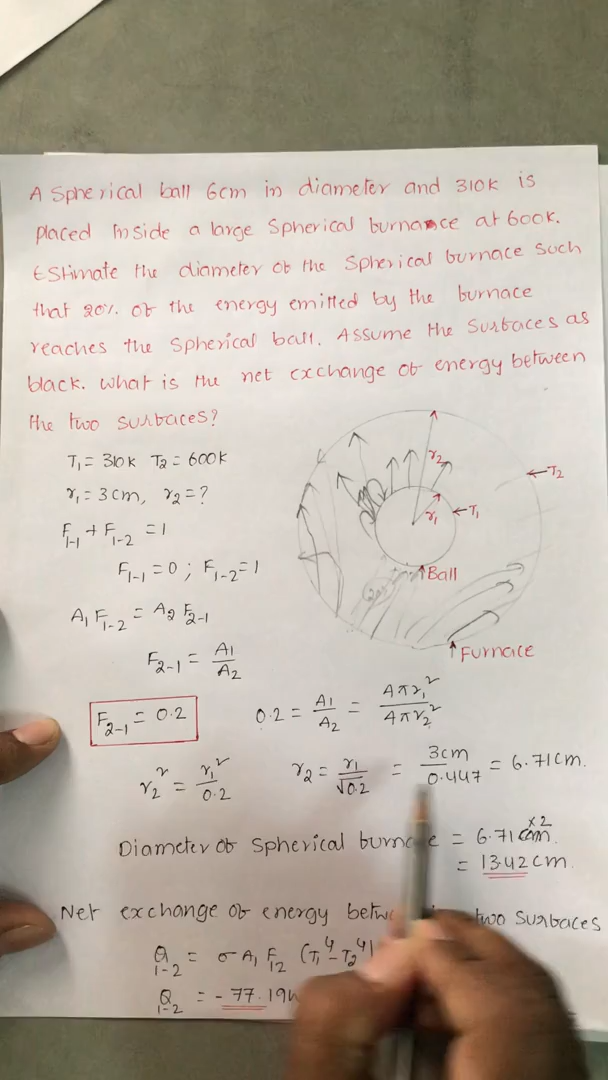 A Spherical ball 6cm in diameter and 310K is
placed Inside a large Spherical burnance at 600K.
Estimate the diameter of the Spherical burnace such
that 20% of the energy emitted by the burnace
reaches the Spherical ball. Assume the Surfaces as
black. What is the net exchange of energy between
the two surfaces?
T₁ = 310K T₂ = 600K
r₁ = 3cm, r₂ = ?
F₁₋₁ + F₁₋₂ = 1
F₁₋₁ = 0 ; F₁₋₂ = 1
A₁ F₁₋₂ = A₂ F₂₋₁
F₂₋₁ = A₁/A₂
r₂
T₂
r₁
T₁
Ball
Furnace
F₂₋₁ = 0.2
0.2 = A₁/A₂ = 4πr₁²/4πr₂²
r₂² = r₁²/0.2
r₂ = r₁/√0.2 = 3cm/0.447 = 6.71cm.
Diameter of Spherical = 6.71cm × 2
= 13.42cm.
Net exchange of energy two surfaces
Q₁₋₂ = σ A₁ F₁₂ (T₁⁴ - T₂⁴)
Q₁₋₂ = - 77.19